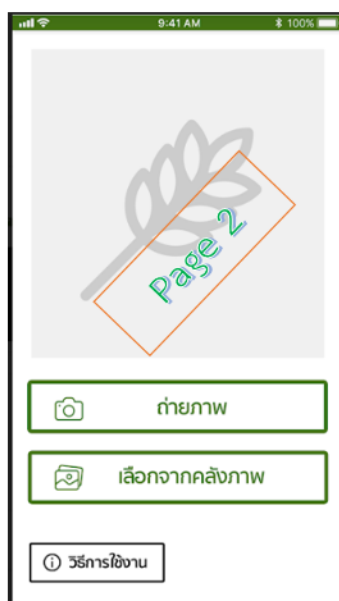 9:41 AM
100%
Page 2
ถ่ายภาพ
เลือกจากคลังภาพ
วิธีการใช้งาน